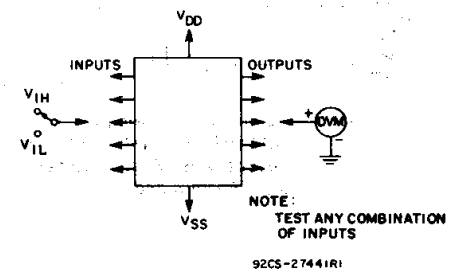 VDD
INPUTS
OUTPUTS
VIH
VIL
+
DVM
-
VSS
NOTE:
TEST ANY COMBINATION
OF INPUTS
92CS-27441R1